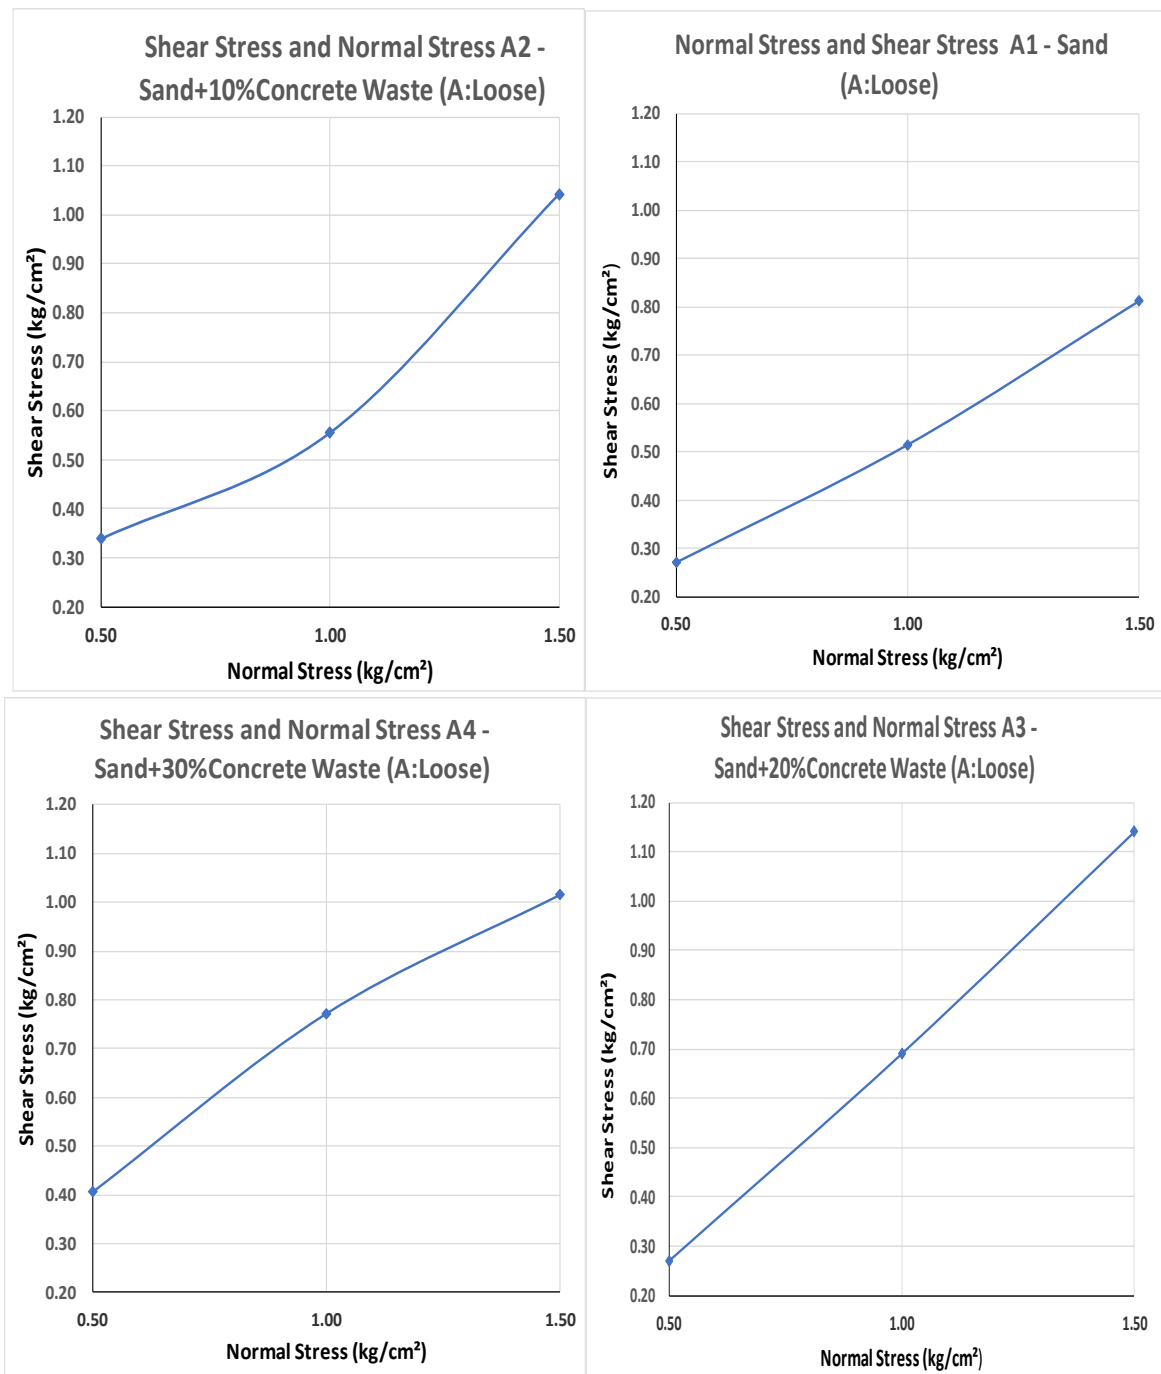 Shear Stress and Normal Stress A2 -
Sand+10%Concrete Waste (A:Loose)
1.20
1.10
1.00
0.90
0.80
0.70
0.60
0.50
0.40
0.30
0.20
Shear Stress (kg/cm²)
0.50 1.00 1.50
Normal Stress (kg/cm²)
Normal Stress and Shear Stress A1 - Sand
(A:Loose)
1.20
1.10
1.00
0.90
0.80
0.70
0.60
0.50
0.40
0.30
0.20
Shear Stress (kg/cm²)
0.50 1.00 1.50
Normal Stress (kg/cm²)
Shear Stress and Normal Stress A4 -
Sand+30%Concrete Waste (A:Loose)
1.20
1.10
1.00
0.90
0.80
0.70
0.60
0.50
0.40
0.30
0.20
Shear Stress (kg/cm²)
0.50 1.00 1.50
Normal Stress (kg/cm²)
Shear Stress and Normal Stress A3 -
Sand+20%Concrete Waste (A:Loose)
1.20
1.10
1.00
0.90
0.80
0.70
0.60
0.50
0.40
0.30
0.20
Shear Stress (kg/cm²)
0.50 1.00 1.50
Normal Stress (kg/cm²)